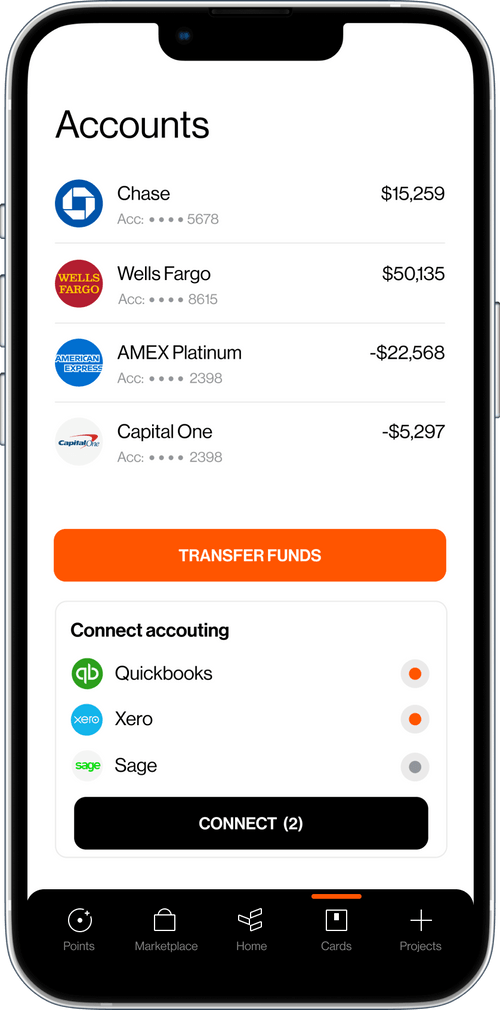 Accounts
Chase
$15,259
Acc: •••• 5678
WELLS
FARGO
Wells Fargo
$50,135
Acc: •••• 8615
AMERICAN
EXPRESS
AMEX Platinum
-$22,568
Acc: •••• 2398
Capital One
Capital One
-$5,297
Acc: •••• 2398
TRANSFER FUNDS
Connect accouting
qb
Quickbooks
xero
Xero
sage
Sage
CONNECT (2)
Points
Marketplace
Home
Cards
Projects